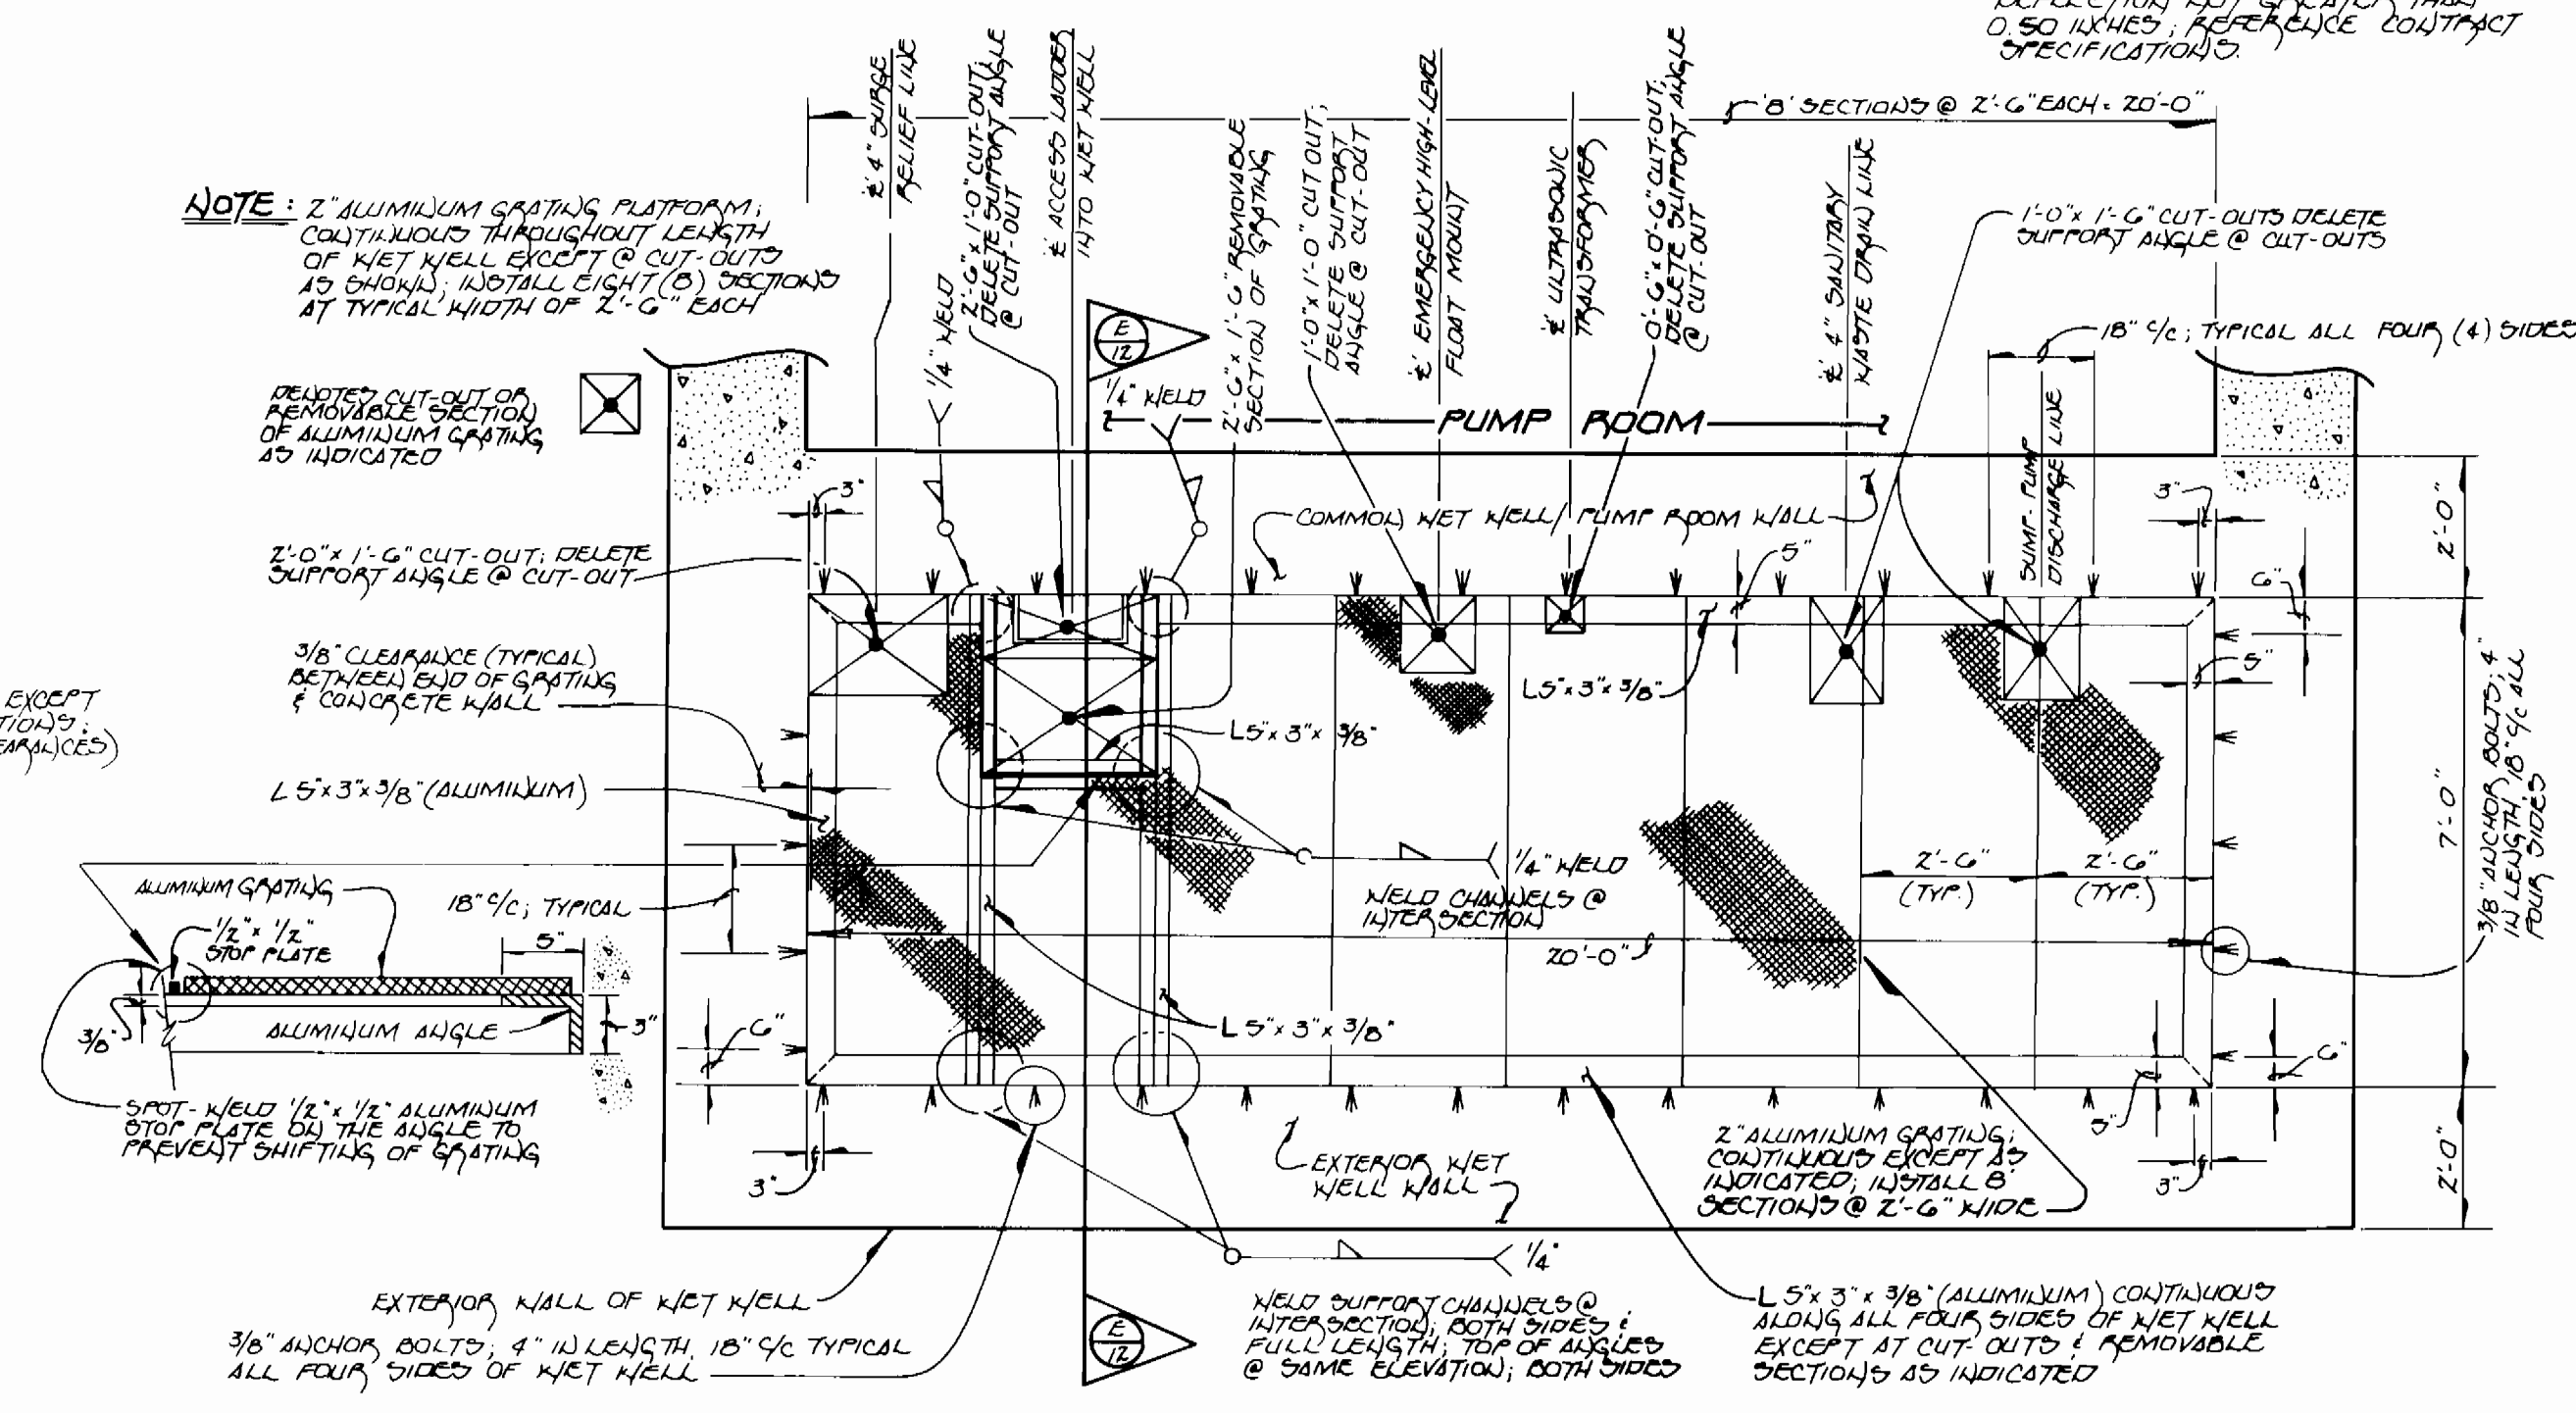 0.50 INCHES; REFERENCE CONTRACT
SPECIFICATIONS.
'8' SECTIONS @ 2'-6" EACH = 20'-0"
℄ 4" SURGE
RELIEF LINE
2'-6" x 1'-0" CUT-OUT;
DELETE SUPPORT ANGLE
@ CUT-OUT
℄ ACCESS LADDER
INTO WET WELL
2'-6" x 1'-6" REMOVABLE
SECTION OF GRATING
1'-0" x 1'-0" CUT OUT;
DELETE SUPPORT
ANGLE @ CUT-OUT
℄ EMERGENCY HIGH-LEVEL
FLOAT MOUNT
℄ ULTRASONIC
TRANSFORMER
0'-6" x 0'-6" CUT-OUT;
DELETE SUPPORT ANGLE
@ CUT-OUT
℄ 4" SANITARY
WASTE DRAIN LINE
1'-0" x 1'-6" CUT-OUTS DELETE
SUPPORT ANGLE @ CUT-OUTS
18" C/C; TYPICAL ALL FOUR (4) SIDES
NOTE: 2" ALUMINUM GRATING PLATFORM;
CONTINUOUS THROUGHOUT LENGTH
OF WET WELL EXCEPT @ CUT-OUTS
AS SHOWN; INSTALL EIGHT (8) SECTIONS
AT TYPICAL WIDTH OF 2'-6" EACH
DENOTES CUT-OUT OR
REMOVABLE SECTION
OF ALUMINUM GRATING
AS INDICATED
1/4" WELD
E
12
1/4" WELD
PUMP ROOM
SUMP-PUMP
DISCHARGE LINE
3"
3"
COMMON WET WELL/PUMP ROOM WALL
2'-0"
2'-0" x 1'-6" CUT-OUT; DELETE
SUPPORT ANGLE @ CUT-OUT
5"
6"
3/8" CLEARANCE (TYPICAL)
BETWEEN END OF GRATING
& CONCRETE WALL
EXCEPT
L5"x 3"x 3/8"
5"
L5"x 3"x 3/8"
L 5"x 3"x 3/8" (ALUMINUM)
7'-0"
3/8" ANCHOR BOLTS; 4"
IN LENGTH, 18" C/C ALL
FOUR SIDES
1/4" WELD
WELD CHANNELS @
INTERSECTION
2'-6"
(TYP.)
2'-6"
(TYP.)
18" C/C; TYPICAL
20'-0"
ALUMINUM GRATING
1/2" x 1/2"
STOP PLATE
5"
3/8"
ALUMINUM ANGLE
3"
6"
L 5"x 3"x 3/8"
6"
SPOT-WELD 1/2" x 1/2" ALUMINUM
STOP PLATE ON THE ANGLE TO
PREVENT SHIFTING OF GRATING
3"
EXTERIOR WET
WELL WALL
2" ALUMINUM GRATING;
CONTINUOUS EXCEPT AS
INDICATED; INSTALL 8
SECTIONS @ 2'-6" WIDE
5"
3"
2'-0"
EXTERIOR WALL OF WET WELL
3/8" ANCHOR BOLTS; 4" IN LENGTH, 18" C/C TYPICAL
ALL FOUR SIDES OF WET WELL
E
12
1/4"
WELD SUPPORT CHANNELS @
INTERSECTION; BOTH SIDES &
FULL LENGTH; TOP OF ANGLES
@ SAME ELEVATION; BOTH SIDES
L 5"x 3" x 3/8" (ALUMINUM) CONTINUOUS
ALONG ALL FOUR SIDES OF WET WELL
EXCEPT AT CUT-OUTS & REMOVABLE
SECTIONS AS INDICATED